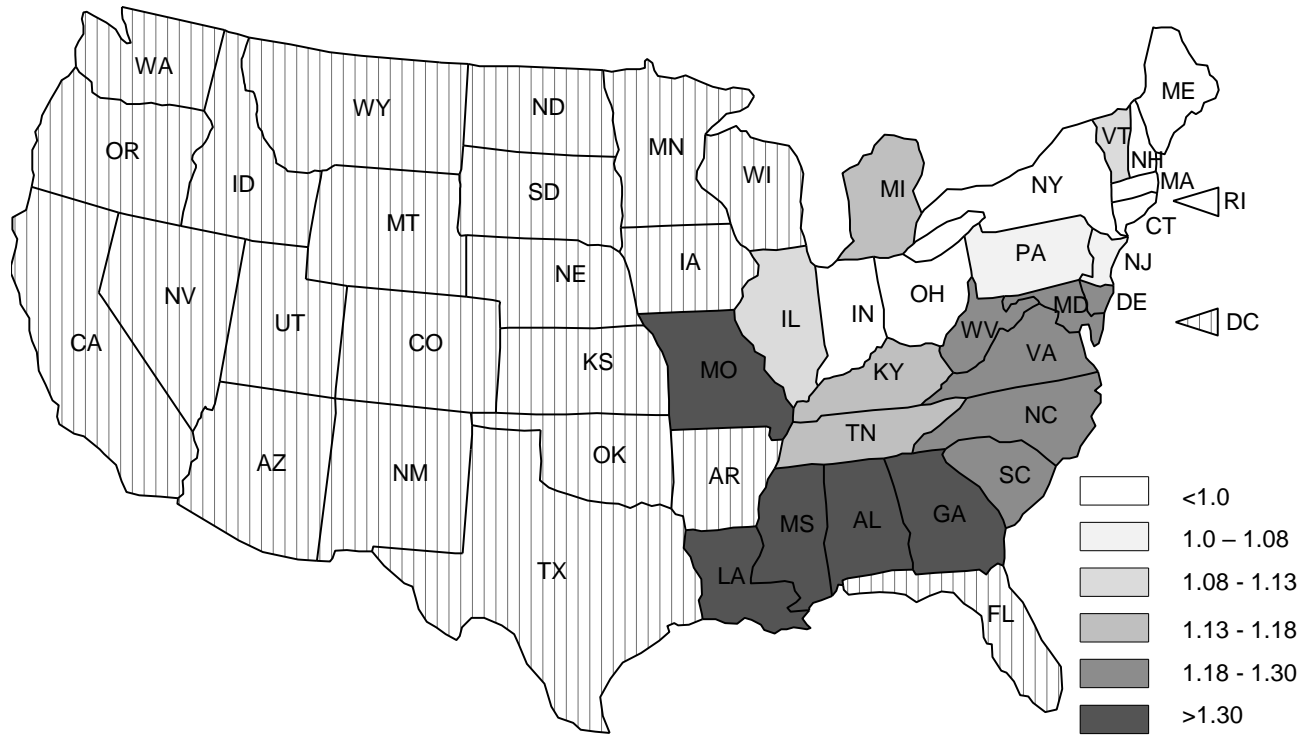 WA
OR
ID
WY
ND
MN
WI
MI
NY
VT
NH
ME
MA
RI
CT
SD
MT
NE
IA
PA
NJ
CA
NV
UT
CO
KS
MO
IL
IN
OH
WV
MD
DE
DC
VA
KY
NC
TN
SC
AZ
NM
OK
AR
TX
LA
MS
AL
GA
FL
<1.0
1.0 – 1.08
1.08 - 1.13
1.13 - 1.18
1.18 - 1.30
>1.30